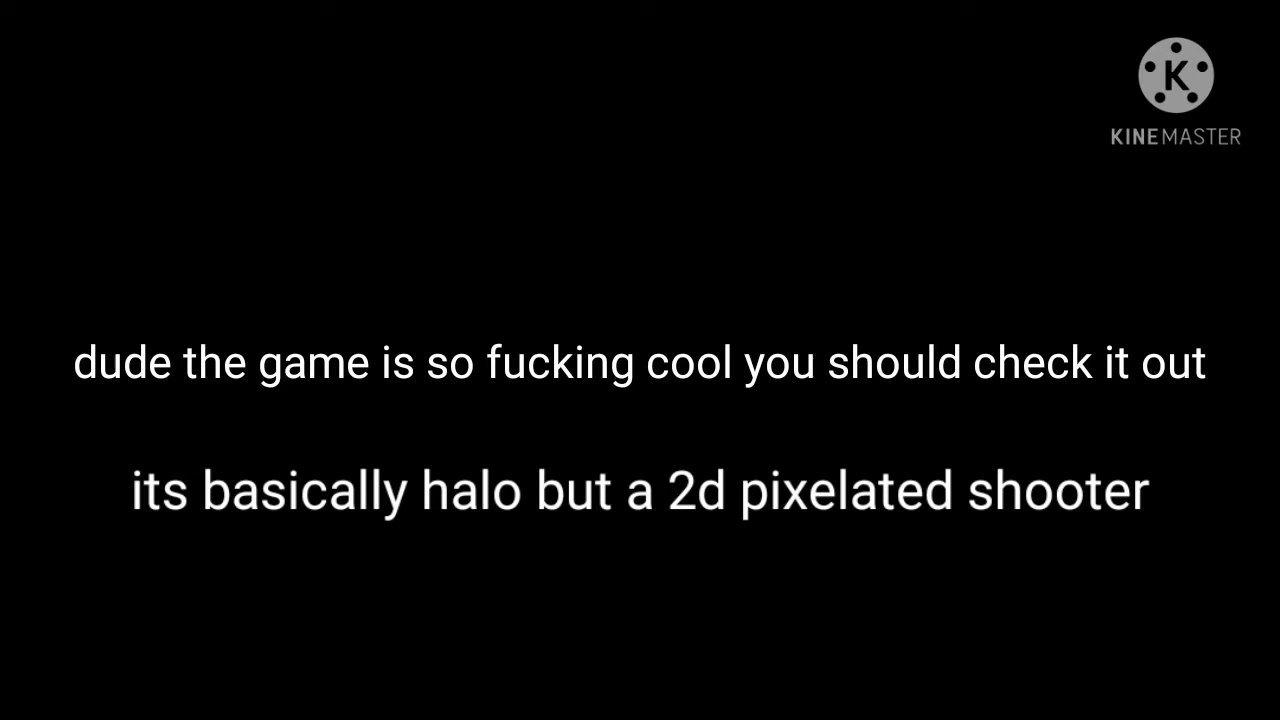 K
KINEMASTER
dude the game is so fucking cool you should check it out
its basically halo but a 2d pixelated shooter